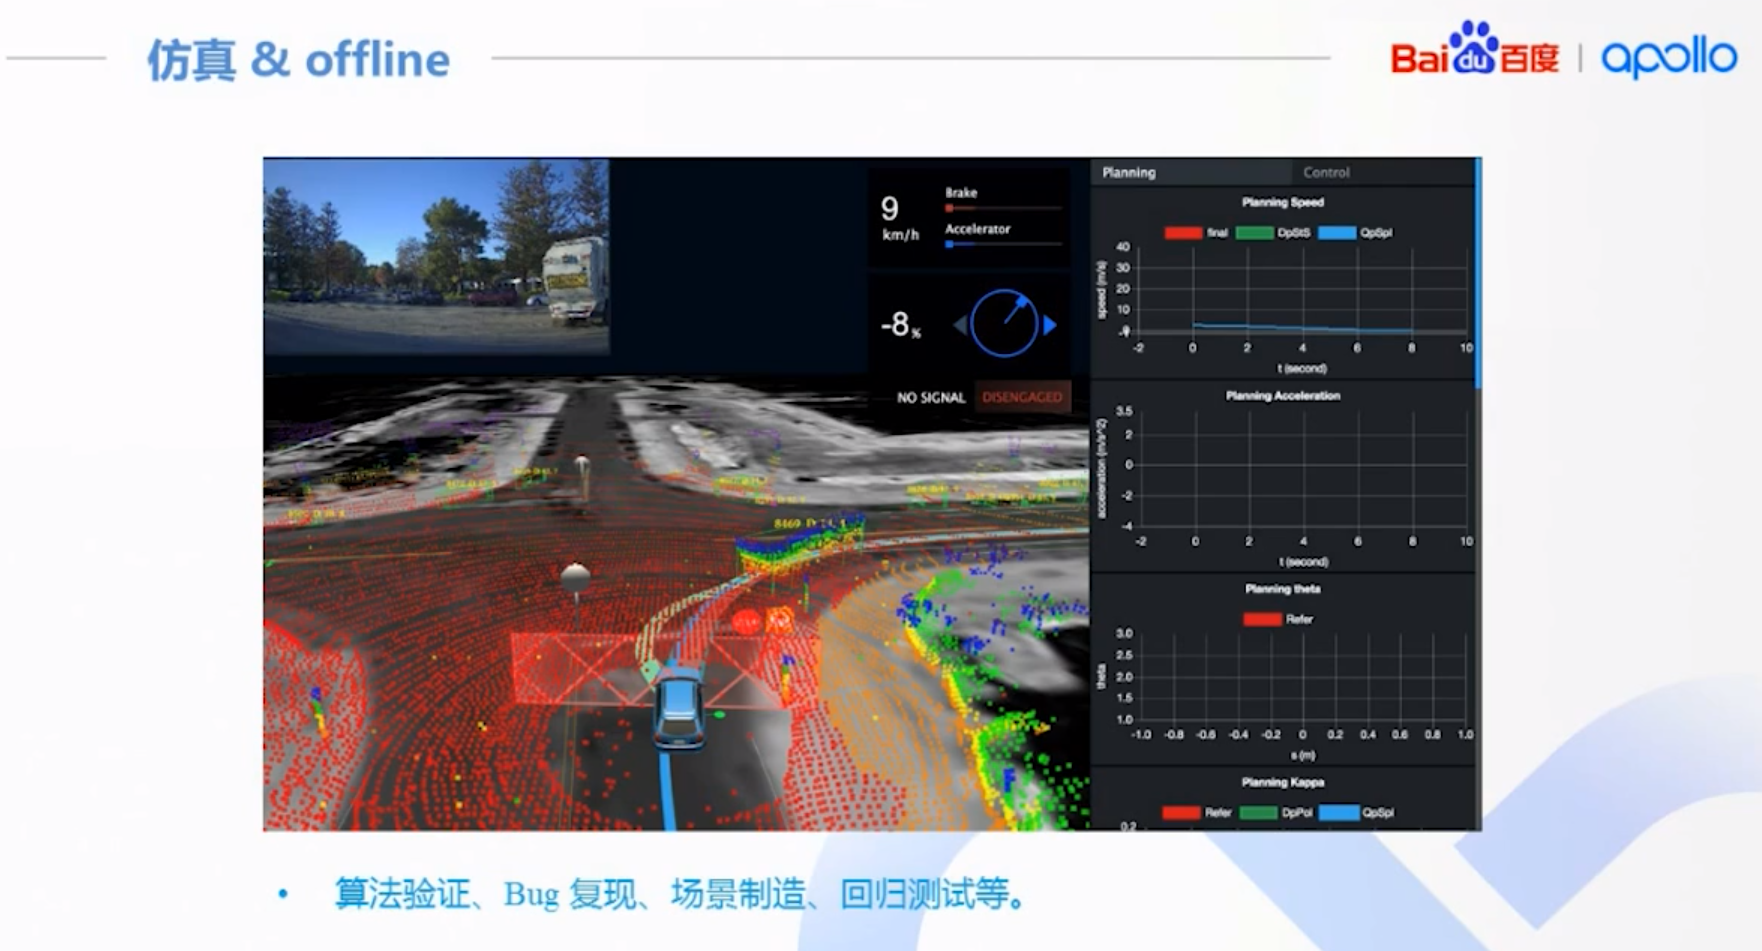 仿真 & offline
Bai du 百度 | apollo
Planning
Control
9
km/h
Brake
Accelerator
-8%
NO SIGNAL
DISENGAGED
Planning Speed
final
DpStS
QpSpl
speed (m/s)
40
30
20
10
-2
0
2
4
6
8
10
t (second)
Planning Acceleration
acceleration (m/s^2)
3.5
2
0
-2
-4
-2
0
2
4
6
8
10
t (second)
Planning theta
Refer
theta
3.0
2.5
2.0
1.5
1.0
-1.0
-0.8
-0.6
-0.4
-0.2
0
0.2
0.4
0.6
0.8
1.0
s (m)
Planning Kappa
Refer
DpPol
QpSpl
0.2
• 算法验证、Bug 复现、场景制造、回归测试等。